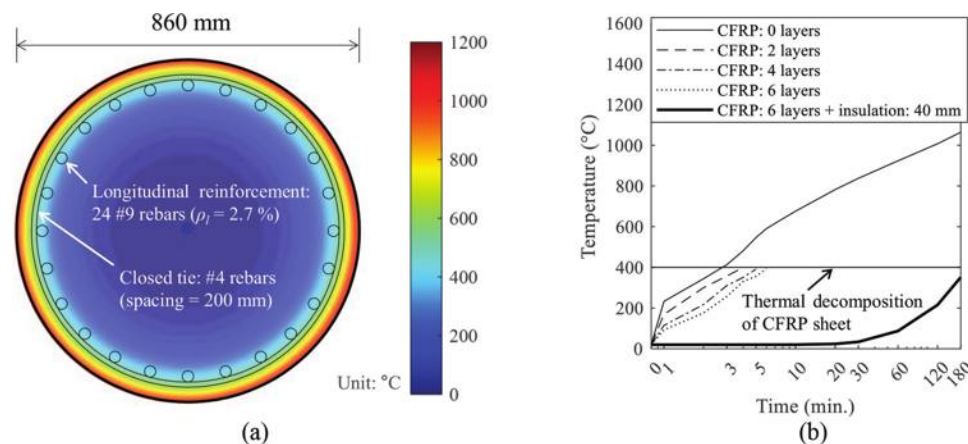 860 mm
1200
1000
800
600
400
200
0
Longitudinal reinforcement:
24 #9 rebars (ρl = 2.7 %)
Closed tie: #4 rebars
(spacing = 200 mm)
Unit: °C
(a)
1600
1400
1200
1000
800
600
400
200
0
Temperature (°C)
CFRP: 0 layers
CFRP: 2 layers
CFRP: 4 layers
CFRP: 6 layers
CFRP: 6 layers + insulation: 40 mm
Thermal decomposition
of CFRP sheet
0 1 3 5 10 20 30 60 120 180
Time (min.)
(b)